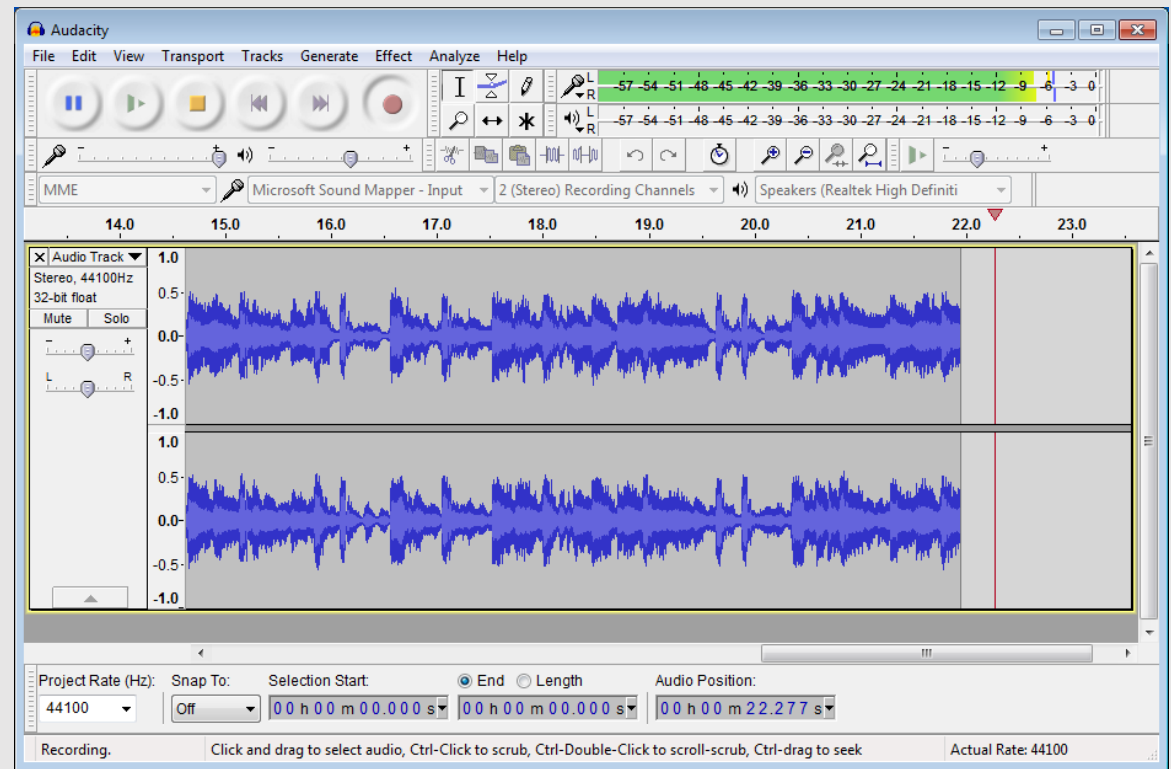 Audacity
File Edit View Transport Tracks Generate Effect Analyze Help
L
R
-57 -54 -51 -48 -45 -42 -39 -36 -33 -30 -27 -24 -21 -18 -15 -12 -9 -6 -3 0
L
R
-57 -54 -51 -48 -45 -42 -39 -36 -33 -30 -27 -24 -21 -18 -15 -12 -9 -6 -3 0
- + - + - +
MME Microsoft Sound Mapper - Input 2 (Stereo) Recording Channels Speakers (Realtek High Definiti
14.0 15.0 16.0 17.0 18.0 19.0 20.0 21.0 22.0 23.0
X Audio Track 1.0
Stereo, 44100Hz
32-bit float 0.5
Mute Solo
- + 0.0
L R -0.5
-1.0
1.0
0.5
0.0
-0.5
-1.0
Project Rate (Hz): Snap To: Selection Start: End Length Audio Position:
44100 Off 00 h 00 m 00.000 s 00 h 00 m 00.000 s 00 h 00 m 22.277 s
Recording. Click and drag to select audio, Ctrl-Click to scrub, Ctrl-Double-Click to scroll-scrub, Ctrl-drag to seek Actual Rate: 44100